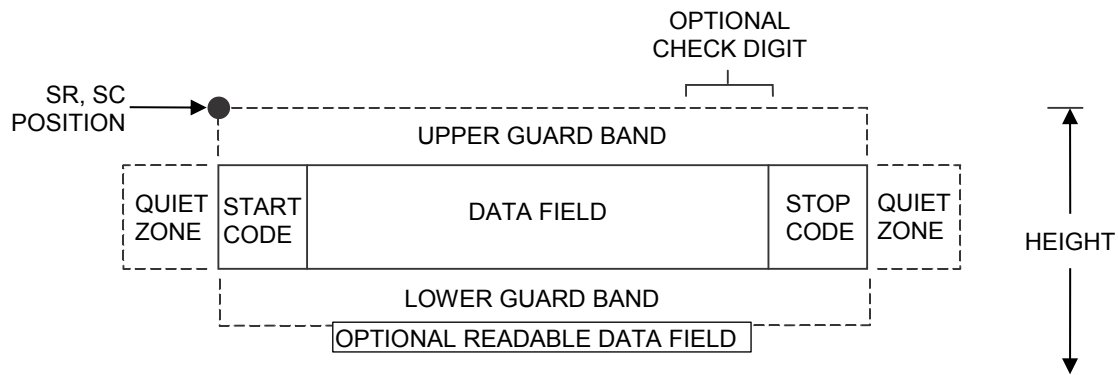 OPTIONAL
CHECK DIGIT
SR, SC
POSITION
UPPER GUARD BAND
QUIET
ZONE
START
CODE
DATA FIELD
STOP
CODE
QUIET
ZONE
HEIGHT
LOWER GUARD BAND
OPTIONAL READABLE DATA FIELD